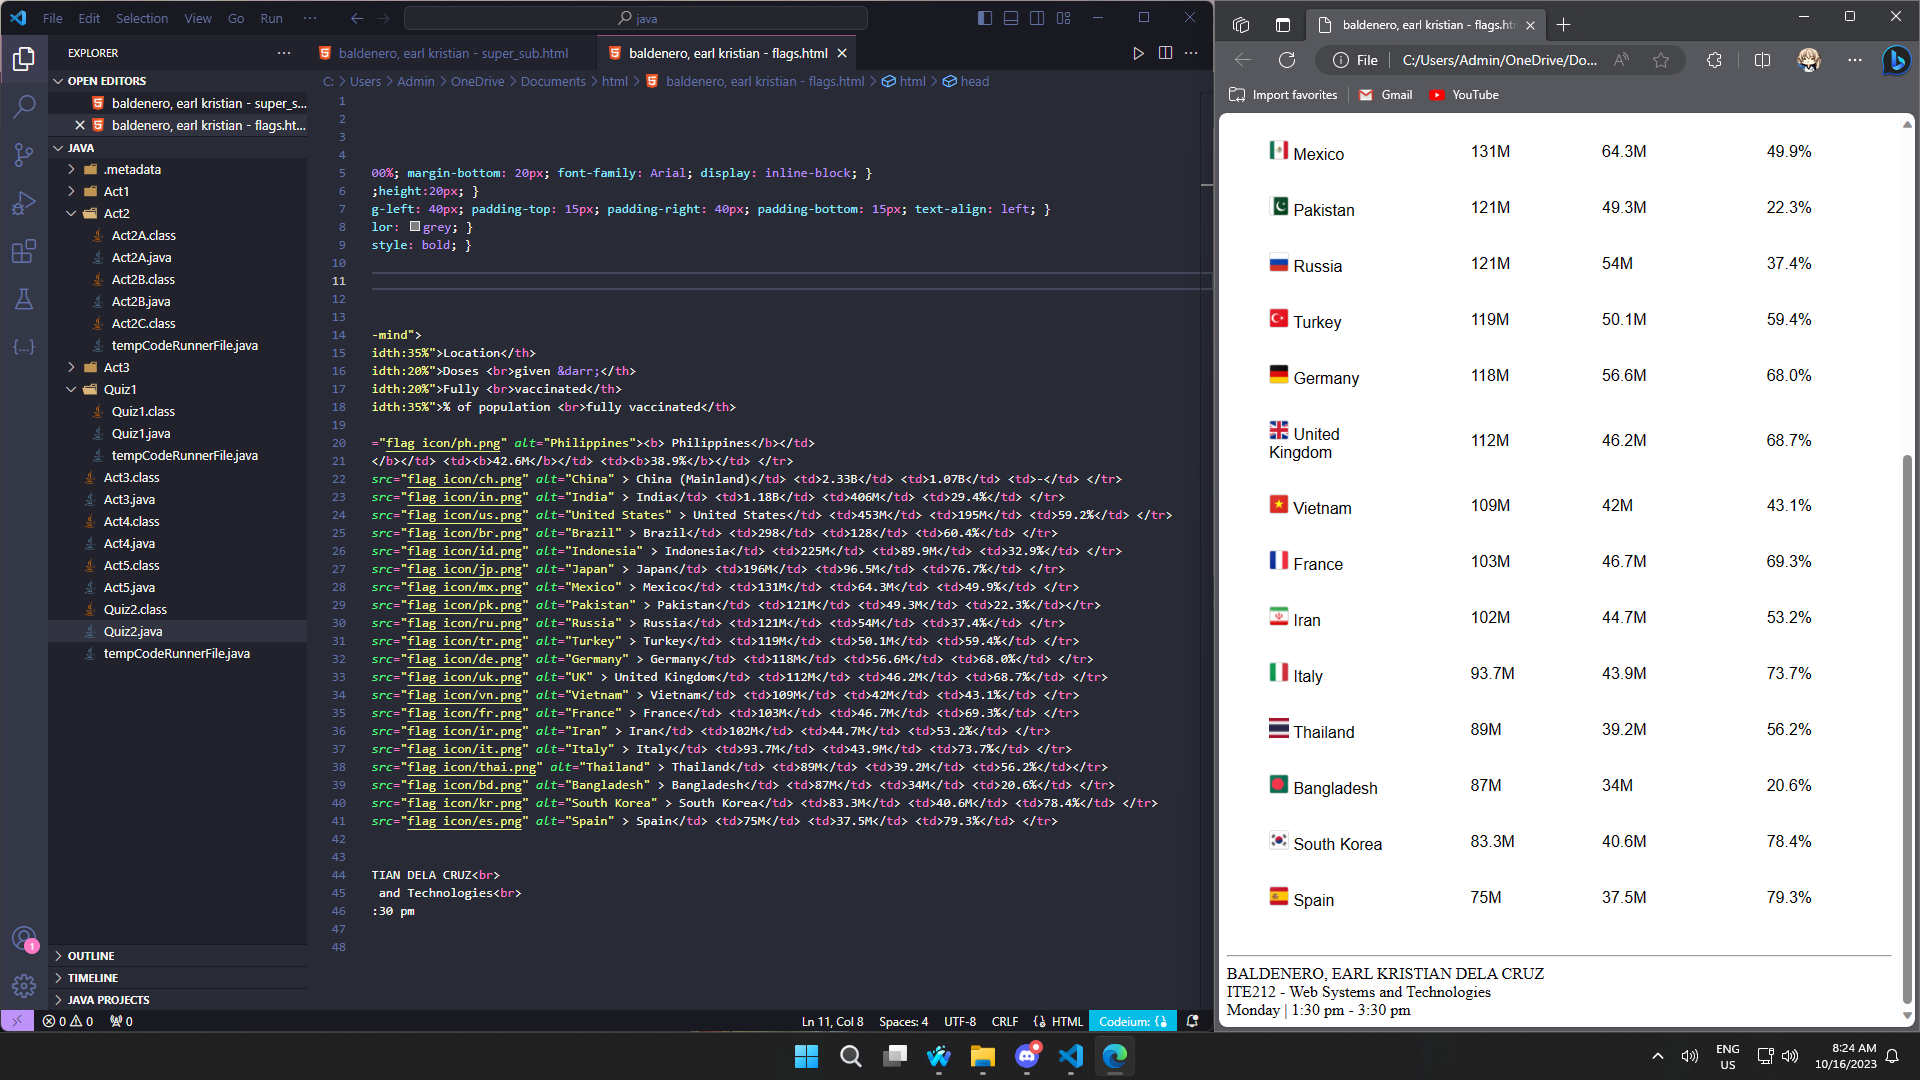 File Edit Selection View Go Run ··· java
EXPLORER ···
OPEN EDITORS
baldenero, earl kristian - super_s...
baldenero, earl kristian - flags.ht...
JAVA
.metadata
Act1
Act2
Act2A.class
Act2A.java
Act2B.class
Act2B.java
Act2C.class
tempCodeRunnerFile.java
Act3
Quiz1
Quiz1.class
Quiz1.java
tempCodeRunnerFile.java
Act3.class
Act3.java
Act4.class
Act4.java
Act5.class
Act5.java
Quiz2.class
Quiz2.java
tempCodeRunnerFile.java
OUTLINE
TIMELINE
JAVA PROJECTS
1
baldenero, earl kristian - super_sub.html baldenero, earl kristian - flags.html
C: > Users > Admin > OneDrive > Documents > html > baldenero, earl kristian - flags.html > html > head
1
2
3
4
5 00%; margin-bottom: 20px; font-family: Arial; display: inline-block; }
6 ;height:20px; }
7 g-left: 40px; padding-top: 15px; padding-right: 40px; padding-bottom: 15px; text-align: left; }
8 lor: grey; }
9 style: bold; }
10
11
12
13
14 -mind">
15 idth:35%">Location</th>
16 idth:20%">Doses <br>given &darr;</th>
17 idth:20%">Fully <br>vaccinated</th>
18 idth:35%">% of population <br>fully vaccinated</th>
19
20 ="flag icon/ph.png" alt="Philippines"><b> Philippines</b></td>
21 </b></td> <td><b>42.6M</b></td> <td><b>38.9%</b></td> </tr>
22 src="flag icon/ch.png" alt="China" > China (Mainland)</td> <td>2.33B</td> <td>1.07B</td> <td>-</td> </tr>
23 src="flag icon/in.png" alt="India" > India</td> <td>1.18B</td> <td>406M</td> <td>29.4%</td> </tr>
24 src="flag icon/us.png" alt="United States" > United States</td> <td>453M</td> <td>195M</td> <td>59.2%</td> </tr>
25 src="flag icon/br.png" alt="Brazil" > Brazil</td> <td>298</td> <td>128</td> <td>60.4%</td> </tr>
26 src="flag icon/id.png" alt="Indonesia" > Indonesia</td> <td>225M</td> <td>89.9M</td> <td>32.9%</td> </tr>
27 src="flag icon/jp.png" alt="Japan" > Japan</td> <td>196M</td> <td>96.5M</td> <td>76.7%</td> </tr>
28 src="flag icon/mx.png" alt="Mexico" > Mexico</td> <td>131M</td> <td>64.3M</td> <td>49.9%</td> </tr>
29 src="flag icon/pk.png" alt="Pakistan" > Pakistan</td> <td>121M</td> <td>49.3M</td> <td>22.3%</td></tr>
30 src="flag icon/ru.png" alt="Russia" > Russia</td> <td>121M</td> <td>54M</td> <td>37.4%</td> </tr>
31 src="flag icon/tr.png" alt="Turkey" > Turkey</td> <td>119M</td> <td>50.1M</td> <td>59.4%</td> </tr>
32 src="flag icon/de.png" alt="Germany" > Germany</td> <td>118M</td> <td>56.6M</td> <td>68.0%</td> </tr>
33 src="flag icon/uk.png" alt="UK" > United Kingdom</td> <td>112M</td> <td>46.2M</td> <td>68.7%</td> </tr>
34 src="flag icon/vn.png" alt="Vietnam" > Vietnam</td> <td>109M</td> <td>42M</td> <td>43.1%</td> </tr>
35 src="flag icon/fr.png" alt="France" > France</td> <td>103M</td> <td>46.7M</td> <td>69.3%</td> </tr>
36 src="flag icon/ir.png" alt="Iran" > Iran</td> <td>102M</td> <td>44.7M</td> <td>53.2%</td> </tr>
37 src="flag icon/it.png" alt="Italy" > Italy</td> <td>93.7M</td> <td>43.9M</td> <td>73.7%</td> </tr>
38 src="flag icon/thai.png" alt="Thailand" > Thailand</td> <td>89M</td> <td>39.2M</td> <td>56.2%</td></tr>
39 src="flag icon/bd.png" alt="Bangladesh" > Bangladesh</td> <td>87M</td> <td>34M</td> <td>20.6%</td> </tr>
40 src="flag icon/kr.png" alt="South Korea" > South Korea</td> <td>83.3M</td> <td>40.6M</td> <td>78.4%</td> </tr>
41 src="flag icon/es.png" alt="Spain" > Spain</td> <td>75M</td> <td>37.5M</td> <td>79.3%</td> </tr>
42
43
44 TIAN DELA CRUZ<br>
45 and Technologies<br>
46 :30 pm
47
48
0 0 0 Ln 11, Col 8 Spaces: 4 UTF-8 CRLF HTML Codeium: {}
baldenero, earl kristian - flags.ht
File C:/Users/Admin/OneDrive/Do...
Import favorites Gmail YouTube
Mexico 131M 64.3M 49.9%
Pakistan 121M 49.3M 22.3%
Russia 121M 54M 37.4%
Turkey 119M 50.1M 59.4%
Germany 118M 56.6M 68.0%
United Kingdom 112M 46.2M 68.7%
Vietnam 109M 42M 43.1%
France 103M 46.7M 69.3%
Iran 102M 44.7M 53.2%
Italy 93.7M 43.9M 73.7%
Thailand 89M 39.2M 56.2%
Bangladesh 87M 34M 20.6%
South Korea 83.3M 40.6M 78.4%
Spain 75M 37.5M 79.3%
BALDENERO, EARL KRISTIAN DELA CRUZ
ITE212 - Web Systems and Technologies
Monday | 1:30 pm - 3:30 pm
ENG
US
8:24 AM
10/16/2023